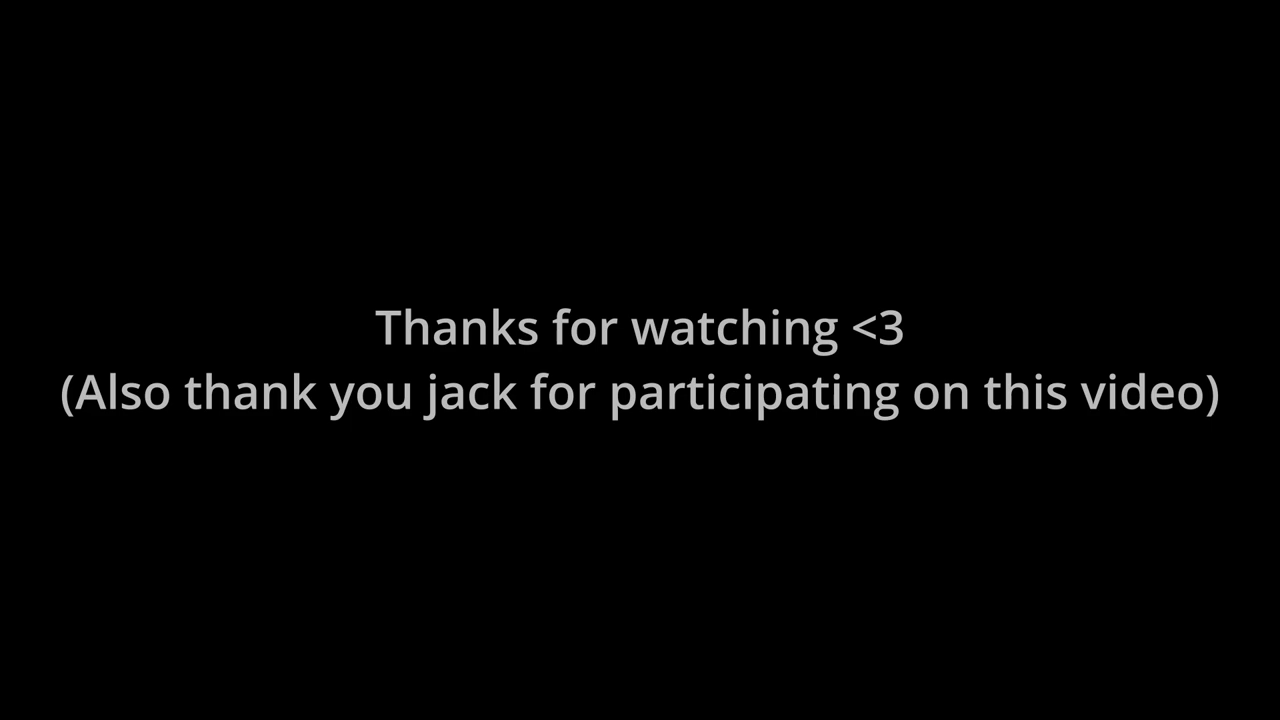 Thanks for watching <3
(Also thank you jack for participating on this video)